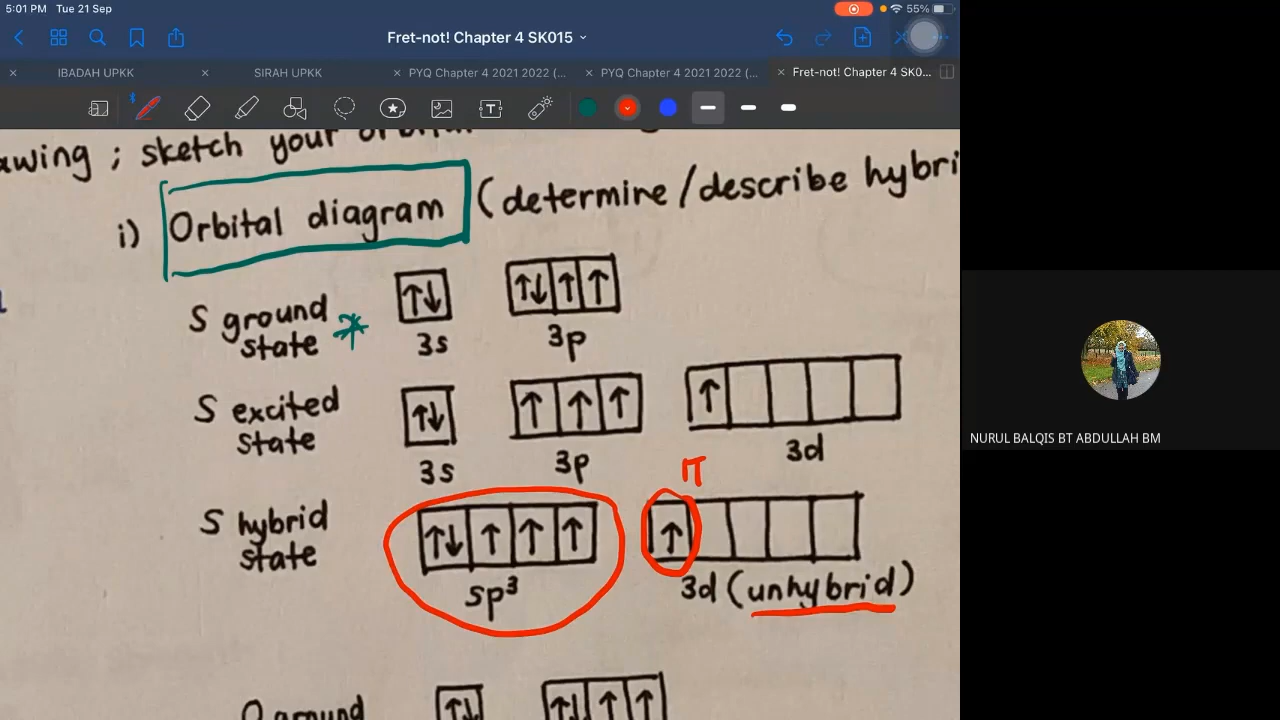 5:01 PM Tue 21 Sep
55%
Fret-not! Chapter 4 SK015
IBADAH UPKK
SIRAH UPKK
PYQ Chapter 4 2021 2022 (...
PYQ Chapter 4 2021 2022 (...
Fret-not! Chapter 4 SK0...
; sketch your
i) Orbital diagram (determine/describe
S ground state * ↑↓ ↑↓ ↑ ↑
3s 3p
S excited state ↑↓ ↑ ↑ ↑ ↑
3s 3p 3d
π
S hybrid state ↑↓ ↑ ↑ ↑ ↑
sp³ 3d (unhybrid)
↑↓ ↑↓ ↑ ↑
NURUL BALQIS BT ABDULLAH BM